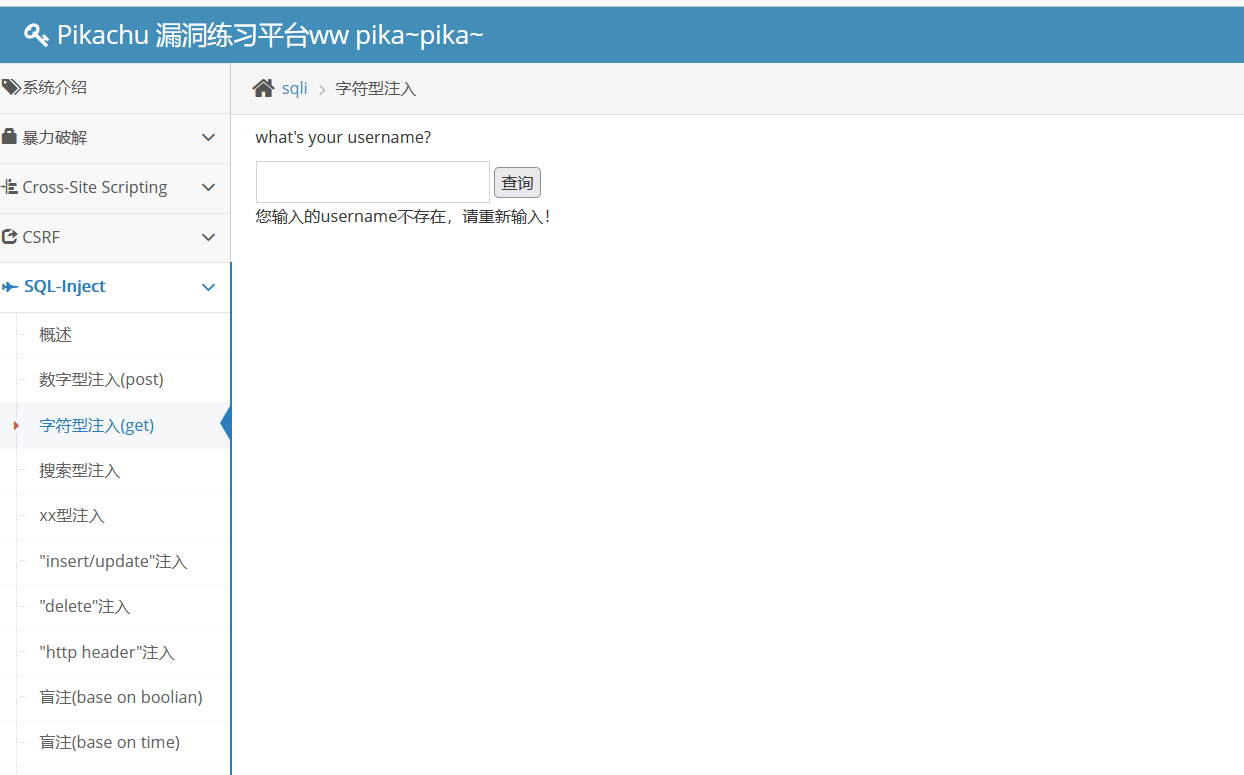 Pikachu 漏洞练习平台ww pika~pika~
系统介绍
暴力破解
Cross-Site Scripting
CSRF
SQL-Inject
概述
数字型注入(post)
字符型注入(get)
搜索型注入
xx型注入
"insert/update"注入
"delete"注入
"http header"注入
盲注(base on boolian)
盲注(base on time)
sqli > 字符型注入
what's your username?
查询
您输入的username不存在，请重新输入！